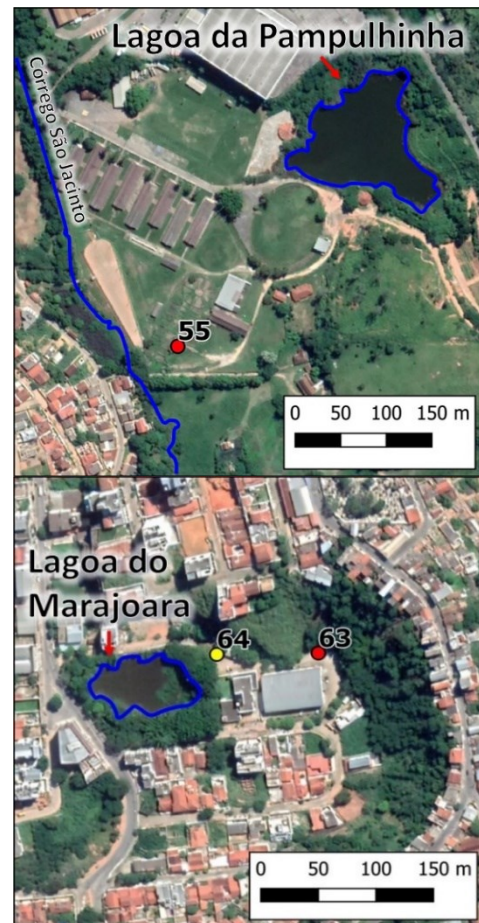 Lagoa da Pampulhinha
Córrego São Jacinto
55
0 50 100 150 m
Lagoa do
Marajoara
64
63
0 50 100 150 m